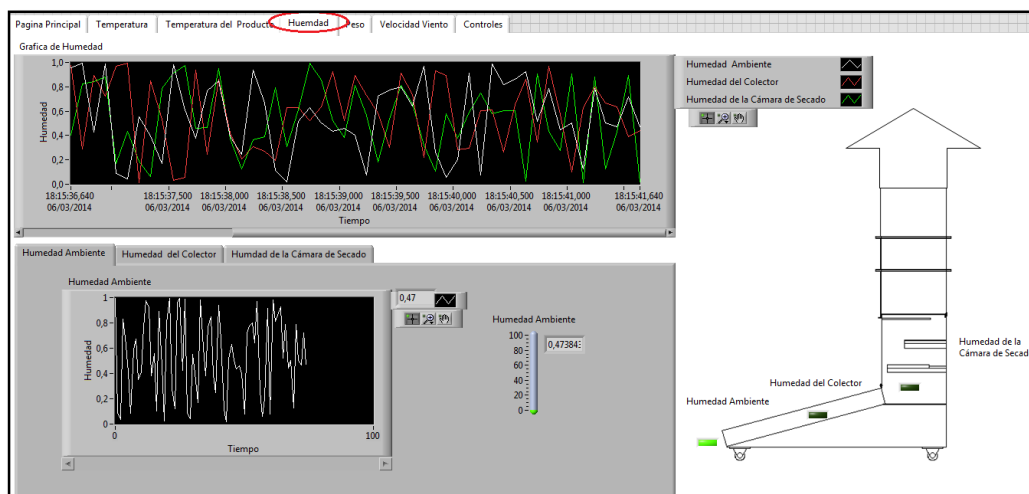 Pagina Principal Temperatura Temperatura del Producto Huemdad Peso Velocidad Viento Controles
Grafica de Humedad
1,0
0,8
0,6
0,4
0,2
0,0
Humedad
18:15:36,640 18:15:37,500 18:15:38,000 18:15:38,500 18:15:39,000 18:15:39,500 18:15:40,000 18:15:40,500 18:15:41,000 18:15:41,640
06/03/2014 06/03/2014 06/03/2014 06/03/2014 06/03/2014 06/03/2014 06/03/2014 06/03/2014 06/03/2014 06/03/2014
Tiempo
Humedad Ambiente
Humedad del Colector
Humedad de la Cámara de Secado
Humedad Ambiente Humedad del Colector Humdad de la Cámara de Secado
Humedad Ambiente
1
0,8
0,6
0,4
0,2
0
Humedad
0 100
Tiempo
0,47
Humedad Ambiente
100
80
60
40
20
0
0,47384
Humedad de la
Cámara de Secad
Humedad del Colector
Humedad Ambiente